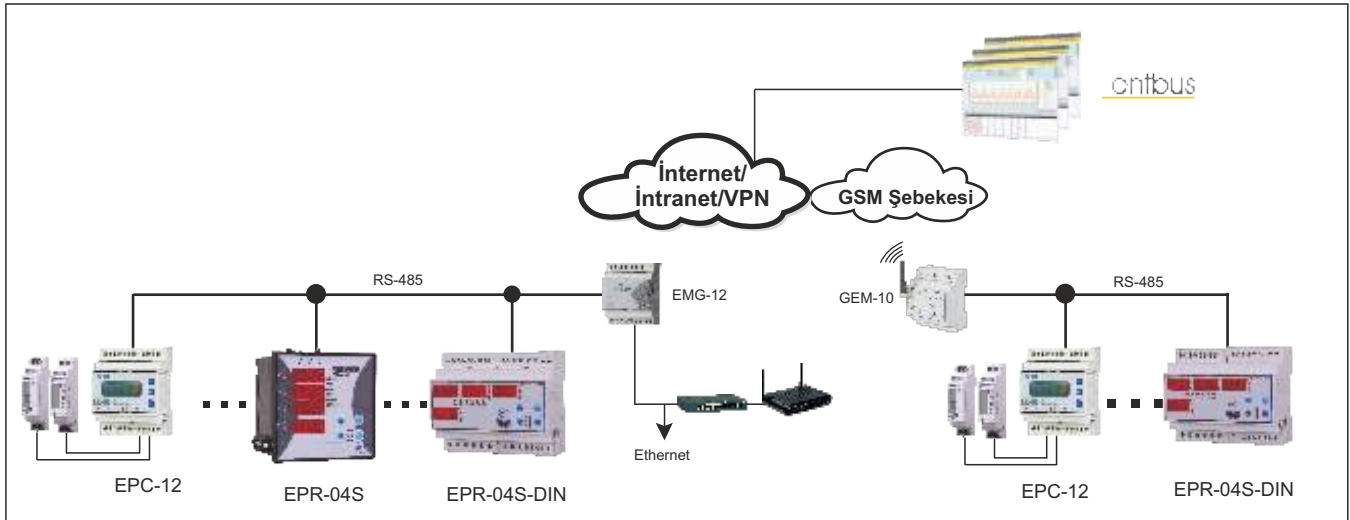 cntbus
İnternet/
İntranet/VPN
GSM Şebekesi
RS-485
EMG-12
GEM-10
RS-485
Ethernet
EPC-12
EPR-04S
EPR-04S-DIN
EPC-12
EPR-04S-DIN